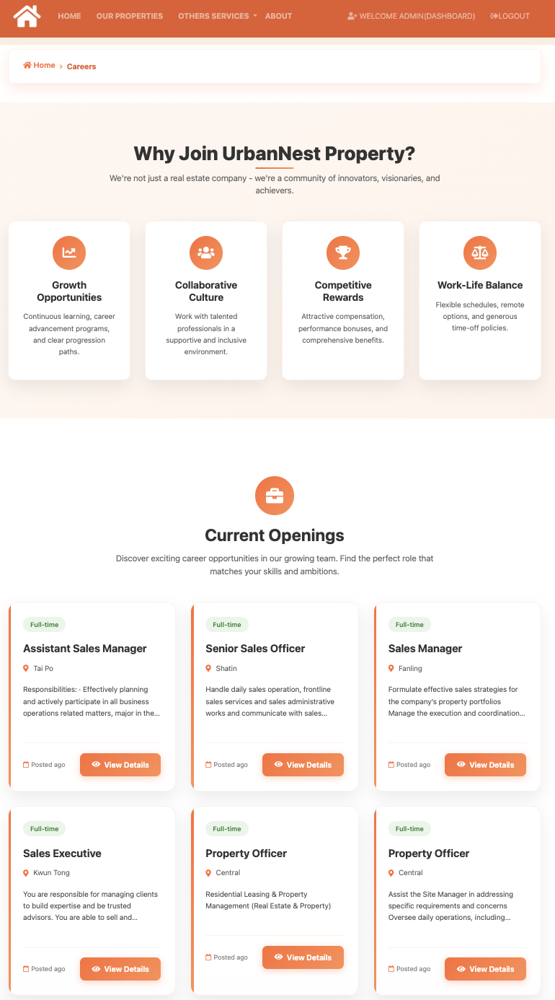 HOME OUR PROPERTIES OTHERS SERVICES ABOUT WELCOME ADMIN(DASHBOARD) LOGOUT
Home › Careers
Why Join UrbanNest Property?
We're not just a real estate company - we're a community of innovators, visionaries, and
achievers.
Growth
Opportunities
Continuous learning, career
advancement programs,
and clear progression
paths.
Collaborative
Culture
Work with talented
professionals in a
supportive and inclusive
environment.
Competitive
Rewards
Attractive compensation,
performance bonuses, and
comprehensive benefits.
Work-Life Balance
Flexible schedules, remote
options, and generous
time-off policies.
Current Openings
Discover exciting career opportunities in our growing team. Find the perfect role that
matches your skills and ambitions.
Full-time
Assistant Sales Manager
Tai Po
Responsibilities: · Effectively planning
and actively participate in all business
operations related matters, major in the...
Posted ago View Details
Full-time
Senior Sales Officer
Shatin
Handle daily sales operation, frontline
sales services and sales administrative
works and communicate with sales...
Posted ago View Details
Full-time
Sales Manager
Fanling
Formulate effective sales strategies for
the company's property portfolios
Manage the execution and coordination...
Posted ago View Details
Full-time
Sales Executive
Kwun Tong
You are responsible for managing clients
to build expertise and be trusted
advisors. You are able to sell and...
Posted ago View Details
Full-time
Property Officer
Central
Residential Leasing & Property
Management (Real Estate & Property)
Posted ago View Details
Full-time
Property Officer
Central
Assist the Site Manager in addressing
specific requirements and concerns
Oversee daily operations, including...
Posted ago View Details